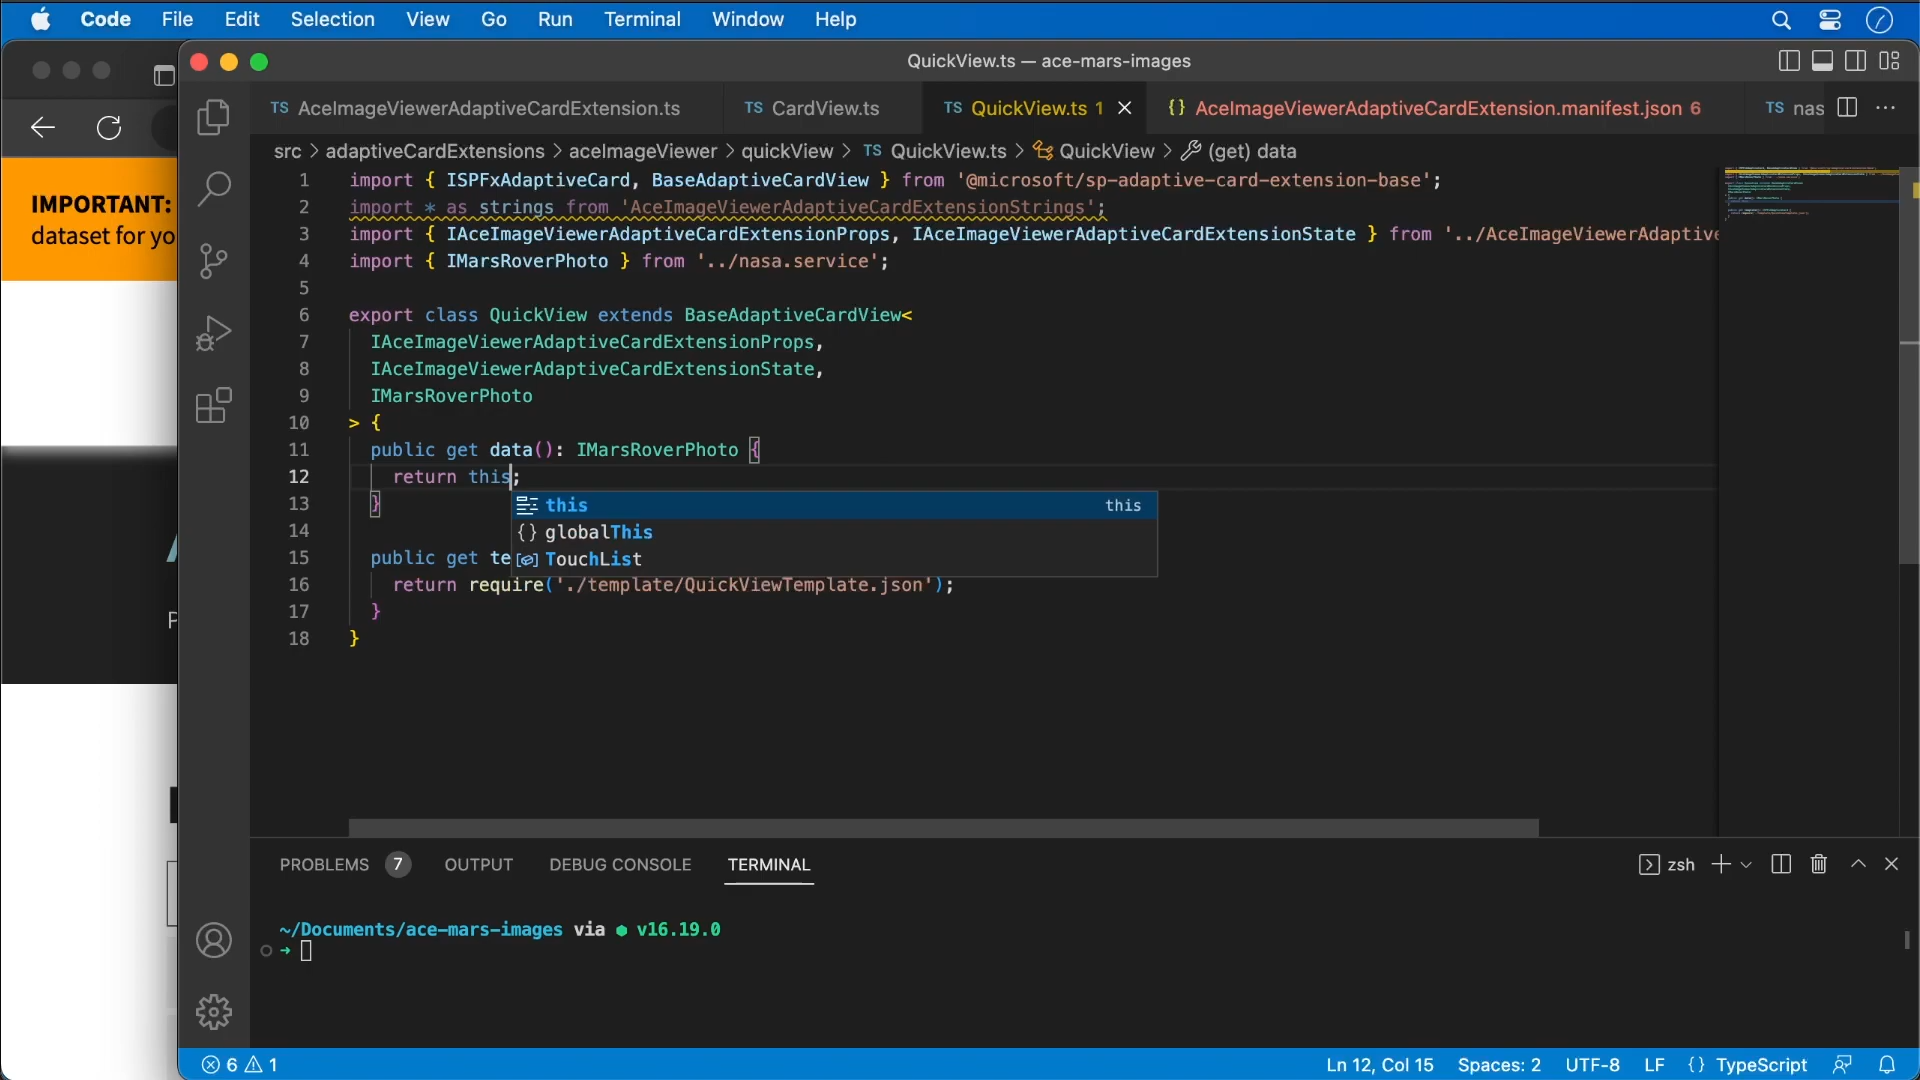 Code File Edit Selection View Go Run Terminal Window Help
QuickView.ts — ace-mars-images
TS AceImageViewerAdaptiveCardExtension.ts TS CardView.ts TS QuickView.ts 1 {} AceImageViewerAdaptiveCardExtension.manifest.json 6 TS nas
src > adaptiveCardExtensions > aceImageViewer > quickView > TS QuickView.ts > QuickView > (get) data
IMPORTANT:
dataset for yo
1 import { ISPFxAdaptiveCard, BaseAdaptiveCardView } from '@microsoft/sp-adaptive-card-extension-base';
2 import * as strings from 'AceImageViewerAdaptiveCardExtensionStrings';
3 import { IAceImageViewerAdaptiveCardExtensionProps, IAceImageViewerAdaptiveCardExtensionState } from '../AceImageViewerAdaptive
4 import { IMarsRoverPhoto } from '../nasa.service';
5
6 export class QuickView extends BaseAdaptiveCardView<
7 IAceImageViewerAdaptiveCardExtensionProps,
8 IAceImageViewerAdaptiveCardExtensionState,
9 IMarsRoverPhoto
10 > {
11 public get data(): IMarsRoverPhoto {
12 return this;
13 }
14
15 public get te
16 return require('./template/QuickViewTemplate.json');
17 }
18 }
this this
{} globalThis
TouchList
PROBLEMS 7 OUTPUT DEBUG CONSOLE TERMINAL zsh
~/Documents/ace-mars-images via ● v16.19.0
➜
6 1 Ln 12, Col 15 Spaces: 2 UTF-8 LF {} TypeScript